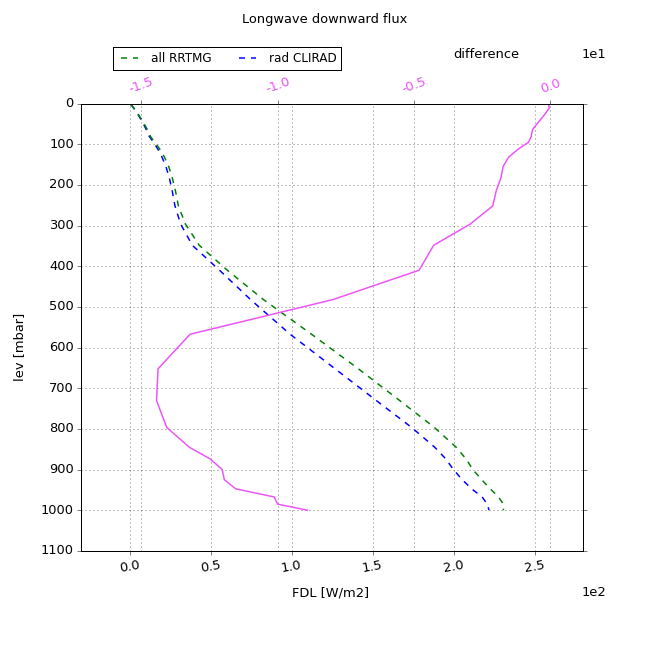 Longwave downward flux
all RRTMG rad CLIRAD difference 1e1
-1.5 -1.0 -0.5 0.0
0
100
200
300
400
500
600
700
800
900
1000
1100
lev [mbar]
0.0 0.5 1.0 1.5 2.0 2.5
FDL [W/m2] 1e2